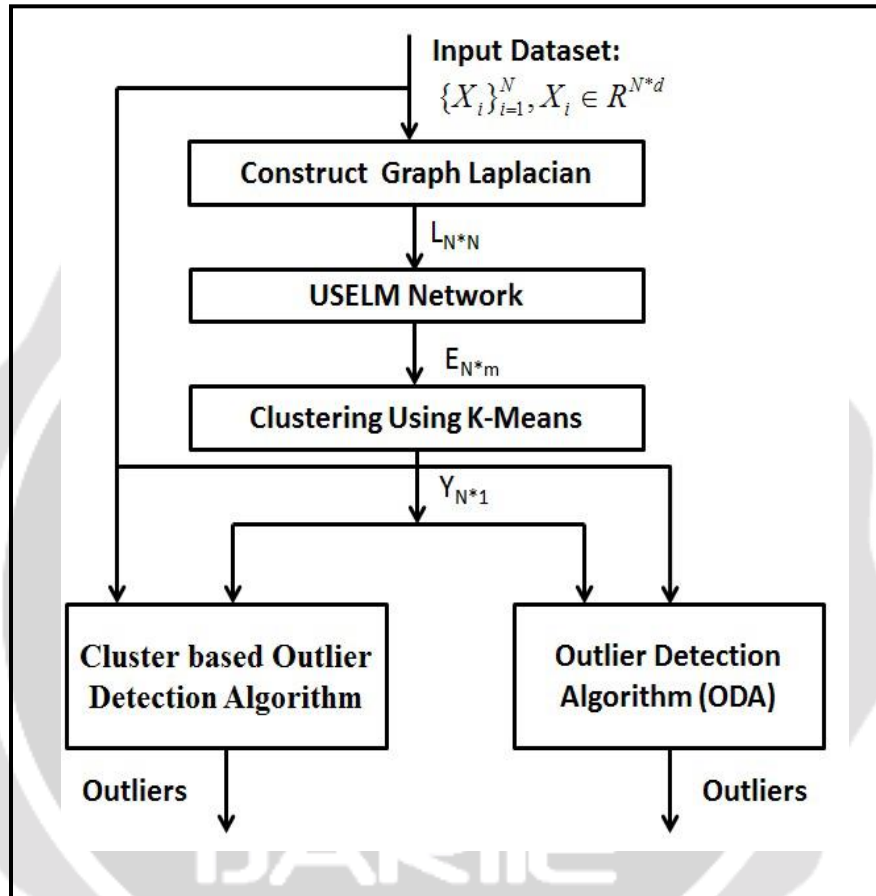 Input Dataset:
{X_i}_{i=1}^N, X_i ∈ R^{N*d}
Construct Graph Laplacian
L_{N*N}
USELM Network
E_{N*m}
Clustering Using K-Means
Y_{N*1}
Cluster based Outlier
Detection Algorithm
Outlier Detection
Algorithm (ODA)
Outliers
Outliers